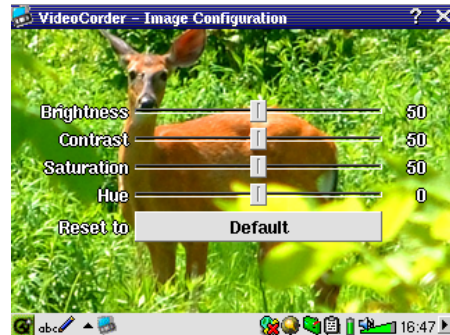 VideoCorder – Image Configuration ? X
Brightness 50
Contrast 50
Saturation 50
Hue 0
Reset to Default
abc 16:47